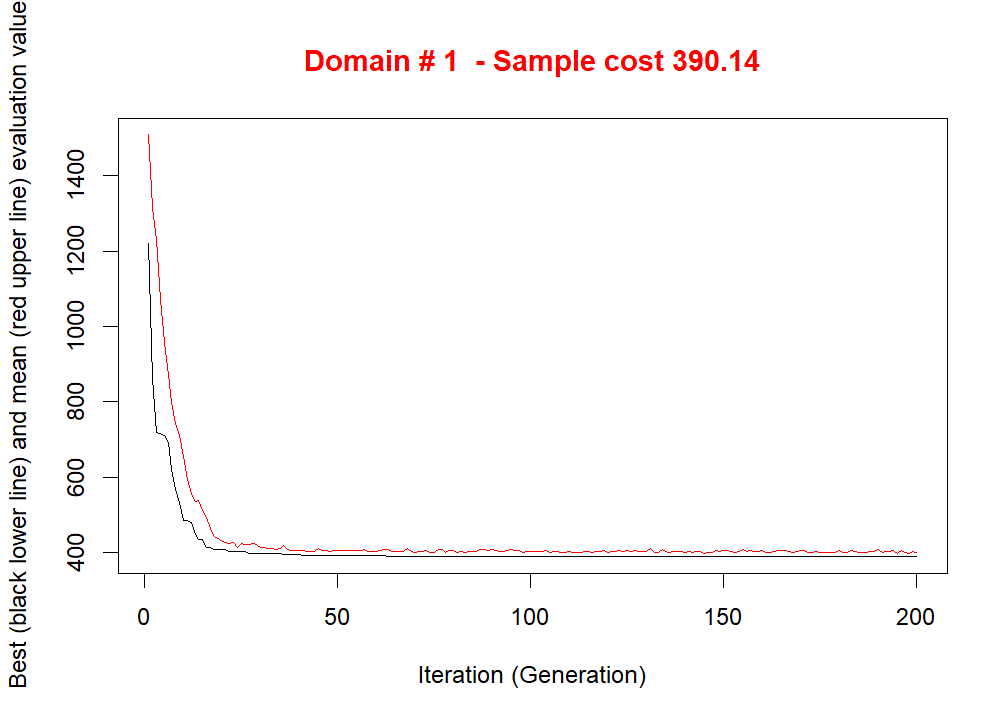 Domain # 1  - Sample cost 390.14
Best (black lower line) and mean (red upper line) evaluation value
1400
1200
1000
800
600
400
0 50 100 150 200
Iteration (Generation)